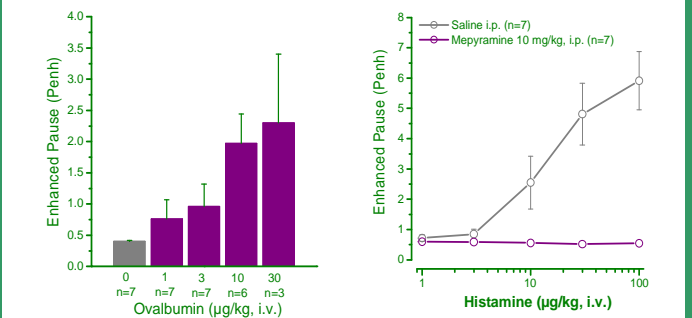 Enhanced Pause (Penh)
4.0
3.5
3.0
2.5
2.0
1.5
1.0
0.5
0.0
0 1 3 10 30
n=7 n=7 n=7 n=6 n=3
Ovalbumin (μg/kg, i.v.)
Enhanced Pause (Penh)
8
7
6
5
4
3
2
1
0
Saline i.p. (n=7)
Mepyramine 10 mg/kg, i.p. (n=7)
1 10 100
Histamine (μg/kg, i.v.)